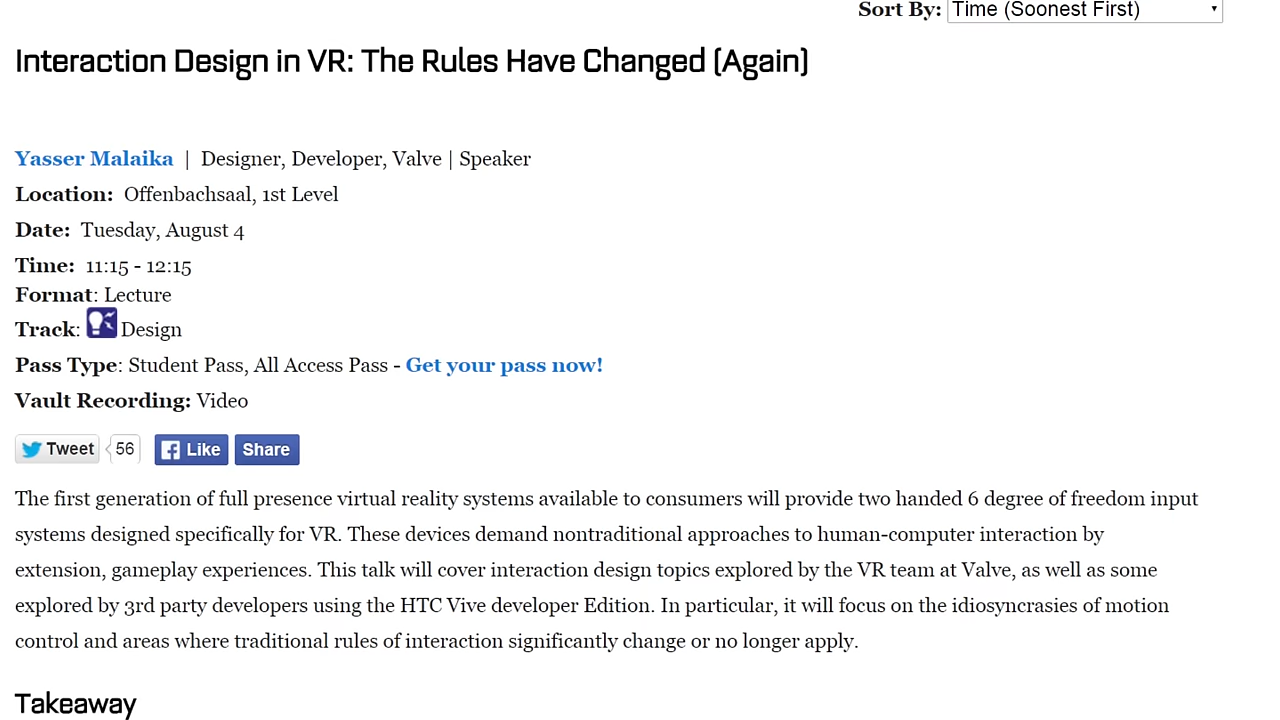 Sort By: Time (Soonest First)
Interaction Design in VR: The Rules Have Changed (Again)
Yasser Malaika | Designer, Developer, Valve | Speaker
Location: Offenbachsaal, 1st Level
Date: Tuesday, August 4
Time: 11:15 - 12:15
Format: Lecture
Track: Design
Pass Type: Student Pass, All Access Pass - Get your pass now!
Vault Recording: Video
Tweet 56 Like Share
The first generation of full presence virtual reality systems available to consumers will provide two handed 6 degree of freedom input
systems designed specifically for VR. These devices demand nontraditional approaches to human-computer interaction by
extension, gameplay experiences. This talk will cover interaction design topics explored by the VR team at Valve, as well as some
explored by 3rd party developers using the HTC Vive developer Edition. In particular, it will focus on the idiosyncrasies of motion
control and areas where traditional rules of interaction significantly change or no longer apply.
Takeaway